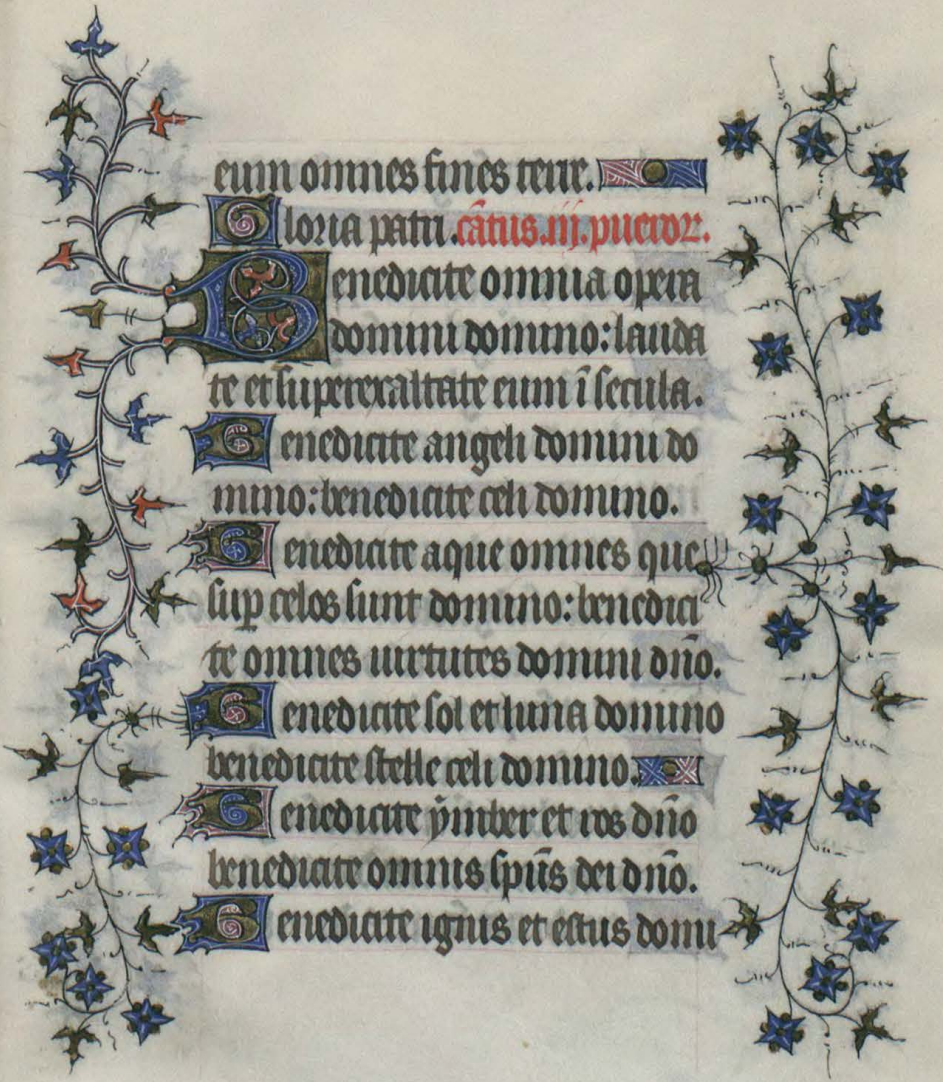 eum omnes fines terre.
Gloria patri. cãtus .iij. pueror.
Benedicite omnia opera
domini domino: lauda
te et superexaltate eum ĩ secula.
Benedicite angeli domini do
mino: benedicite celi domino.
Benedicite aque omnes que
sup celos sunt domino: benedici
te omnes uirtutes domini dño.
Benedicite sol et luna domino
benedicite stelle celi domino.
Benedicite ymber et ros dño
benedicite omnis spũs dei dño.
Benedicite ignis et estus domi